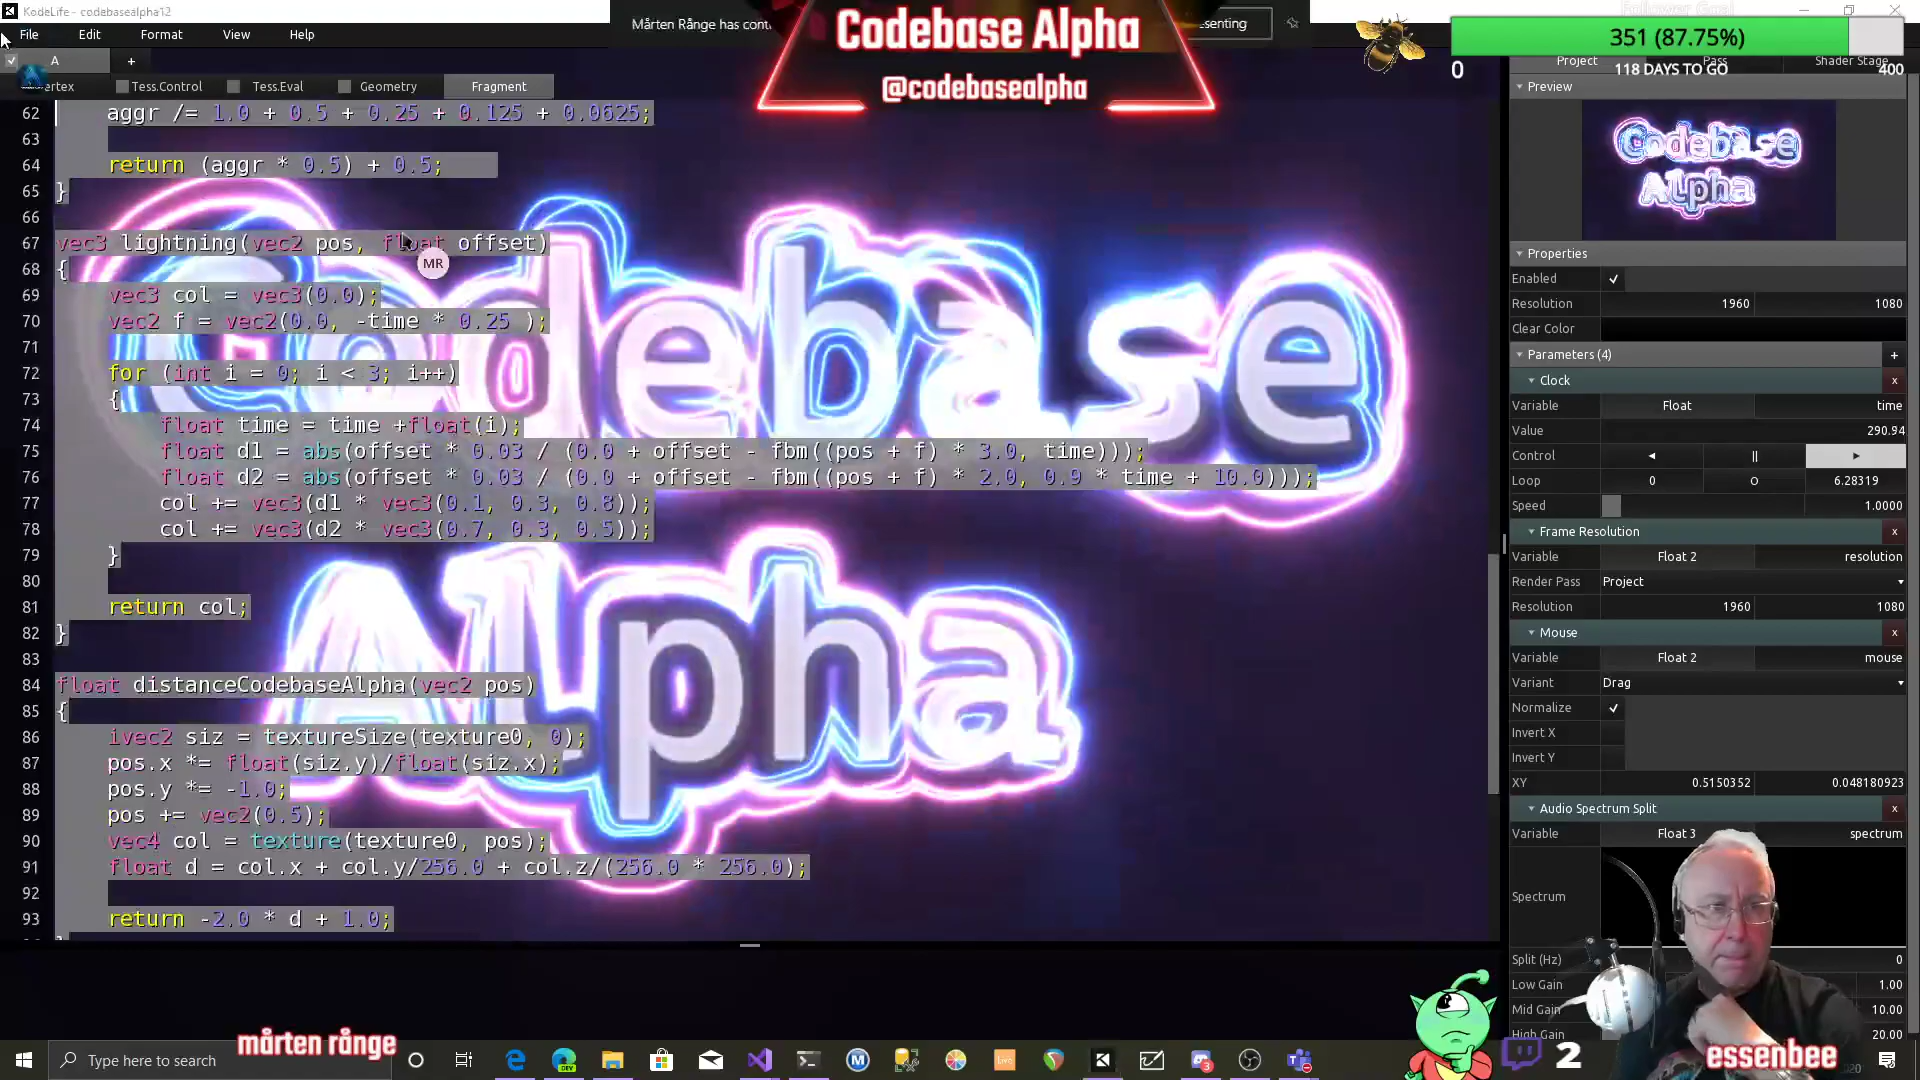 KodeLife - codebasealpha12
Mårten Rånge has cont
esenting
Codebase Alpha
@codebasealpha
Follower Goal
351 (87.75%)
0
118 DAYS TO GO
400
File Edit Format View Help
A
+
ertex Tess.Control Tess.Eval Geometry Fragment
Project Pass Shader Stage
62 aggr /= 1.0 + 0.5 + 0.25 + 0.125 + 0.0625;
63
64 return (aggr * 0.5) + 0.5;
65 }
66
67 vec3 lightning(vec2 pos, float offset)
68 {
69 vec3 col = vec3(0.0);
70 vec2 f = vec2(0.0, -time * 0.25 );
71
72 for (int i = 0; i < 3; i++)
73 {
74 float time = time +float(i);
75 float d1 = abs(offset * 0.03 / (0.0 + offset - fbm((pos + f) * 3.0, time)));
76 float d2 = abs(offset * 0.03 / (0.0 + offset - fbm((pos + f) * 2.0, 0.9 * time + 10.0)));
77 col += vec3(d1 * vec3(0.1, 0.3, 0.8));
78 col += vec3(d2 * vec3(0.7, 0.3, 0.5));
79 }
80
81 return col;
82 }
83
84 float distanceCodebaseAlpha(vec2 pos)
85 {
86 ivec2 siz = textureSize(texture0, 0);
87 pos.x *= float(siz.y)/float(siz.x);
88 pos.y *= -1.0;
89 pos += vec2(0.5);
90 vec4 col = texture(texture0, pos);
91 float d = col.x + col.y/256.0 + col.z/(256.0 * 256.0);
92
93 return -2.0 * d + 1.0;
MR
Codebase
Alpha
Preview
Codebase
Alpha
Properties
Enabled
Resolution 1960 1080
Clear Color
Parameters (4) +
Clock x
Variable Float time
Value 290.94
Control
Loop 0 O 6.28319
Speed 1.0000
Frame Resolution x
Variable Float 2 resolution
Render Pass Project
Resolution 1960 1080
Mouse x
Variable Float 2 mouse
Variant Drag
Normalize
Invert X
Invert Y
XY 0.5150352 0.048180923
Audio Spectrum Split x
Variable Float 3 spectrum
Spectrum
Split (Hz) 0
Low Gain 1.00
Mid Gain 10.00
High Gain 20.00
mårten rånge
2
essenbee
Type here to search